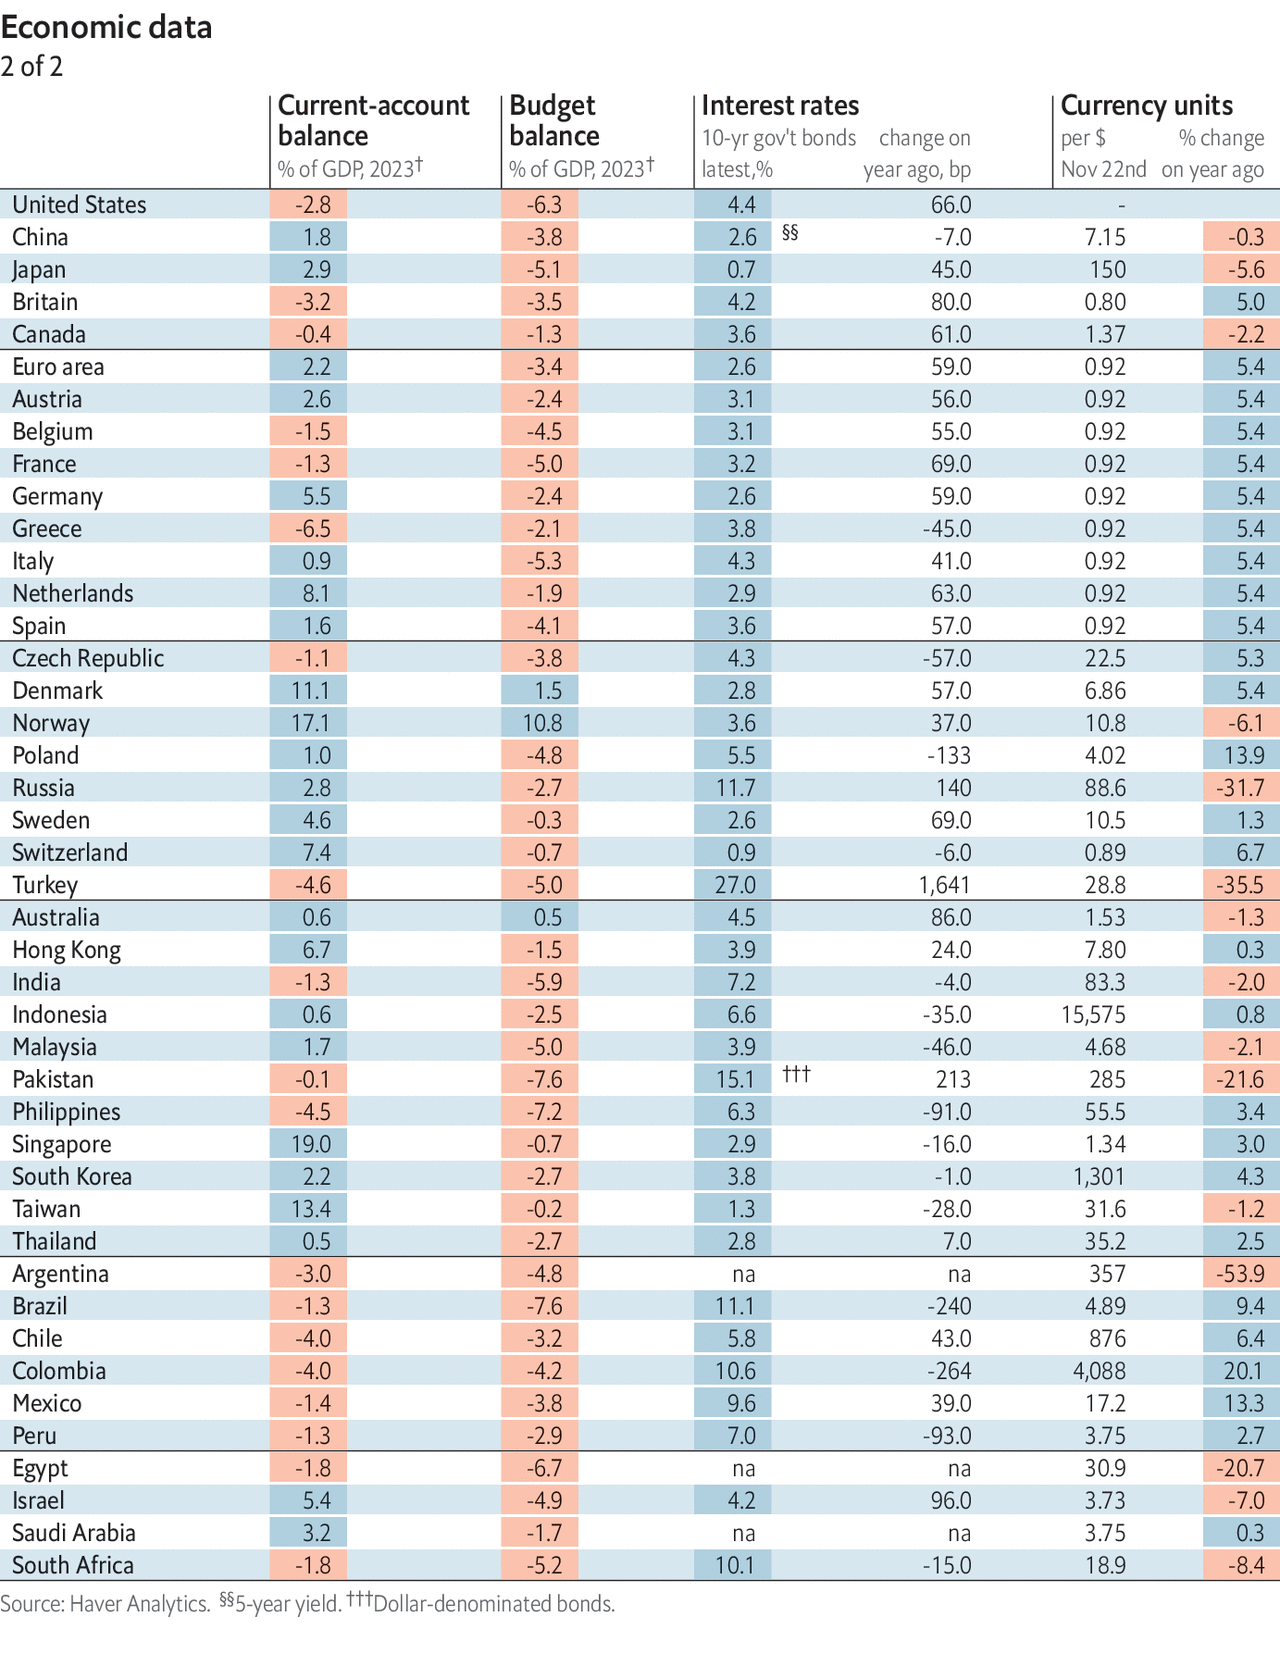 Economic data
2 of 2
Current-account balance % of GDP, 2023†
Budget balance % of GDP, 2023†
Interest rates 10-yr gov't bonds latest,% change on year ago, bp
Currency units per $ Nov 22nd % change on year ago
United States -2.8 -6.3 4.4 66.0 -
China 1.8 -3.8 2.6 §§ -7.0 7.15 -0.3
Japan 2.9 -5.1 0.7 45.0 150 -5.6
Britain -3.2 -3.5 4.2 80.0 0.80 5.0
Canada -0.4 -1.3 3.6 61.0 1.37 -2.2
Euro area 2.2 -3.4 2.6 59.0 0.92 5.4
Austria 2.6 -2.4 3.1 56.0 0.92 5.4
Belgium -1.5 -4.5 3.1 55.0 0.92 5.4
France -1.3 -5.0 3.2 69.0 0.92 5.4
Germany 5.5 -2.4 2.6 59.0 0.92 5.4
Greece -6.5 -2.1 3.8 -45.0 0.92 5.4
Italy 0.9 -5.3 4.3 41.0 0.92 5.4
Netherlands 8.1 -1.9 2.9 63.0 0.92 5.4
Spain 1.6 -4.1 3.6 57.0 0.92 5.4
Czech Republic -1.1 -3.8 4.3 -57.0 22.5 5.3
Denmark 11.1 1.5 2.8 57.0 6.86 5.4
Norway 17.1 10.8 3.6 37.0 10.8 -6.1
Poland 1.0 -4.8 5.5 -133 4.02 13.9
Russia 2.8 -2.7 11.7 140 88.6 -31.7
Sweden 4.6 -0.3 2.6 69.0 10.5 1.3
Switzerland 7.4 -0.7 0.9 -6.0 0.89 6.7
Turkey -4.6 -5.0 27.0 1,641 28.8 -35.5
Australia 0.6 0.5 4.5 86.0 1.53 -1.3
Hong Kong 6.7 -1.5 3.9 24.0 7.80 0.3
India -1.3 -5.9 7.2 -4.0 83.3 -2.0
Indonesia 0.6 -2.5 6.6 -35.0 15,575 0.8
Malaysia 1.7 -5.0 3.9 -46.0 4.68 -2.1
Pakistan -0.1 -7.6 15.1 ††† 213 285 -21.6
Philippines -4.5 -7.2 6.3 -91.0 55.5 3.4
Singapore 19.0 -0.7 2.9 -16.0 1.34 3.0
South Korea 2.2 -2.7 3.8 -1.0 1,301 4.3
Taiwan 13.4 -0.2 1.3 -28.0 31.6 -1.2
Thailand 0.5 -2.7 2.8 7.0 35.2 2.5
Argentina -3.0 -4.8 na na 357 -53.9
Brazil -1.3 -7.6 11.1 -240 4.89 9.4
Chile -4.0 -3.2 5.8 43.0 876 6.4
Colombia -4.0 -4.2 10.6 -264 4,088 20.1
Mexico -1.4 -3.8 9.6 39.0 17.2 13.3
Peru -1.3 -2.9 7.0 -93.0 3.75 2.7
Egypt -1.8 -6.7 na na 30.9 -20.7
Israel 5.4 -4.9 4.2 96.0 3.73 -7.0
Saudi Arabia 3.2 -1.7 na na 3.75 0.3
South Africa -1.8 -5.2 10.1 -15.0 18.9 -8.4
Source: Haver Analytics. §§5-year yield. †††Dollar-denominated bonds.